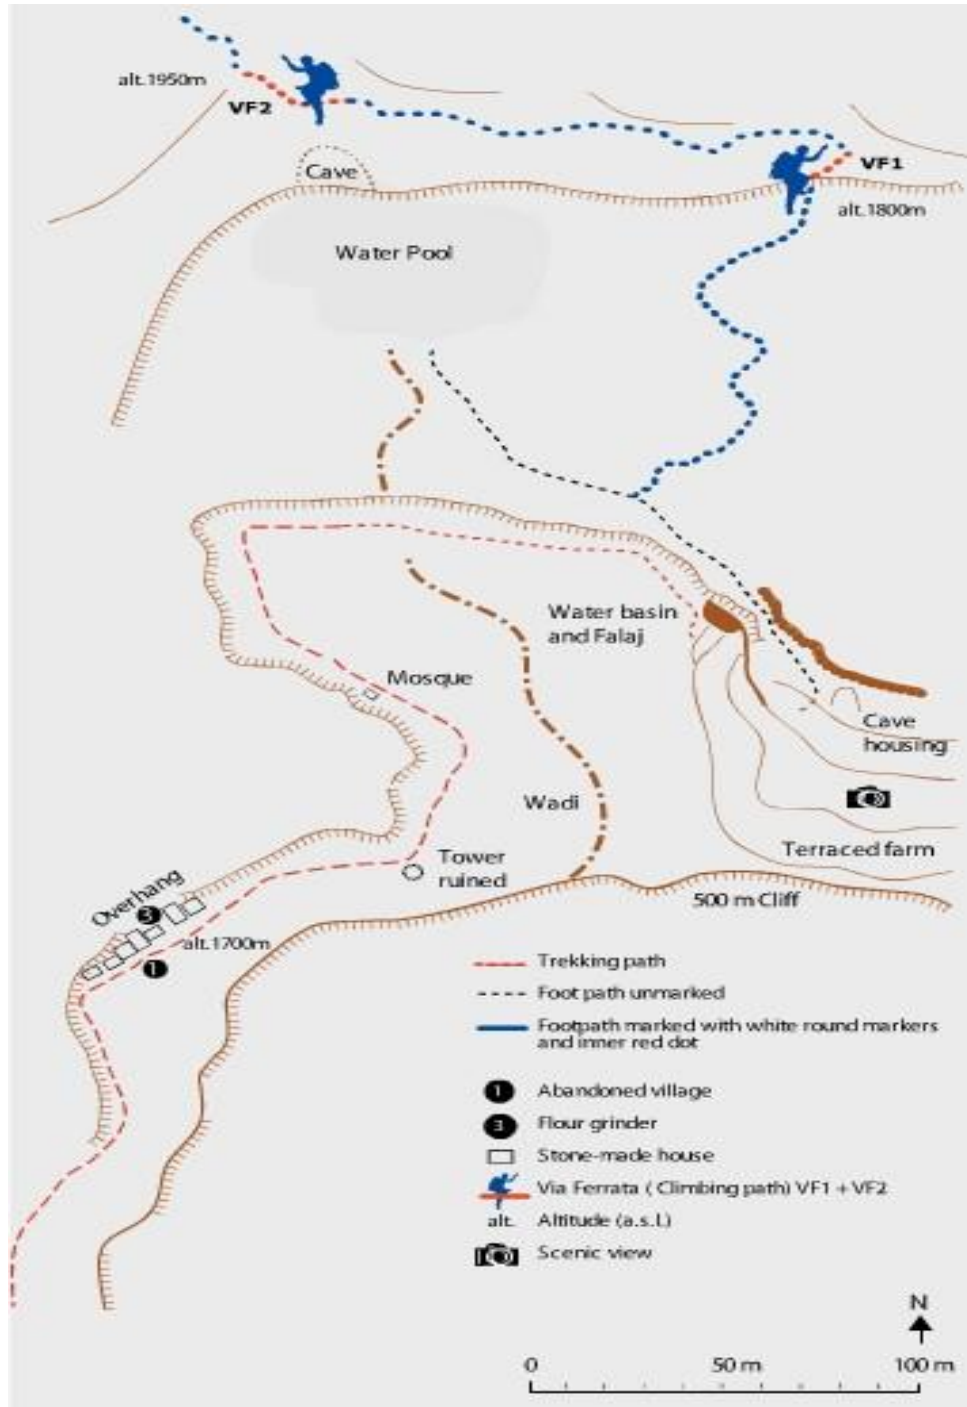 alt.1950m
VF2
VF1
Cave
alt.1800m
Water Pool
Water basin
and Falaj
Mosque
Cave
housing
Wadi
Terraced farm
Tower
ruined
500 m Cliff
Overhang
3
alt.1700m
1
Trekking path
Foot path unmarked
Footpath marked with white round markers
and inner red dot
1 Abandoned village
3 Flour grinder
Stone-made house
Via Ferrata ( Climbing path) VF1 + VF2
alt. Altitude (a.s.l.)
Scenic view
N
0 50 m 100 m